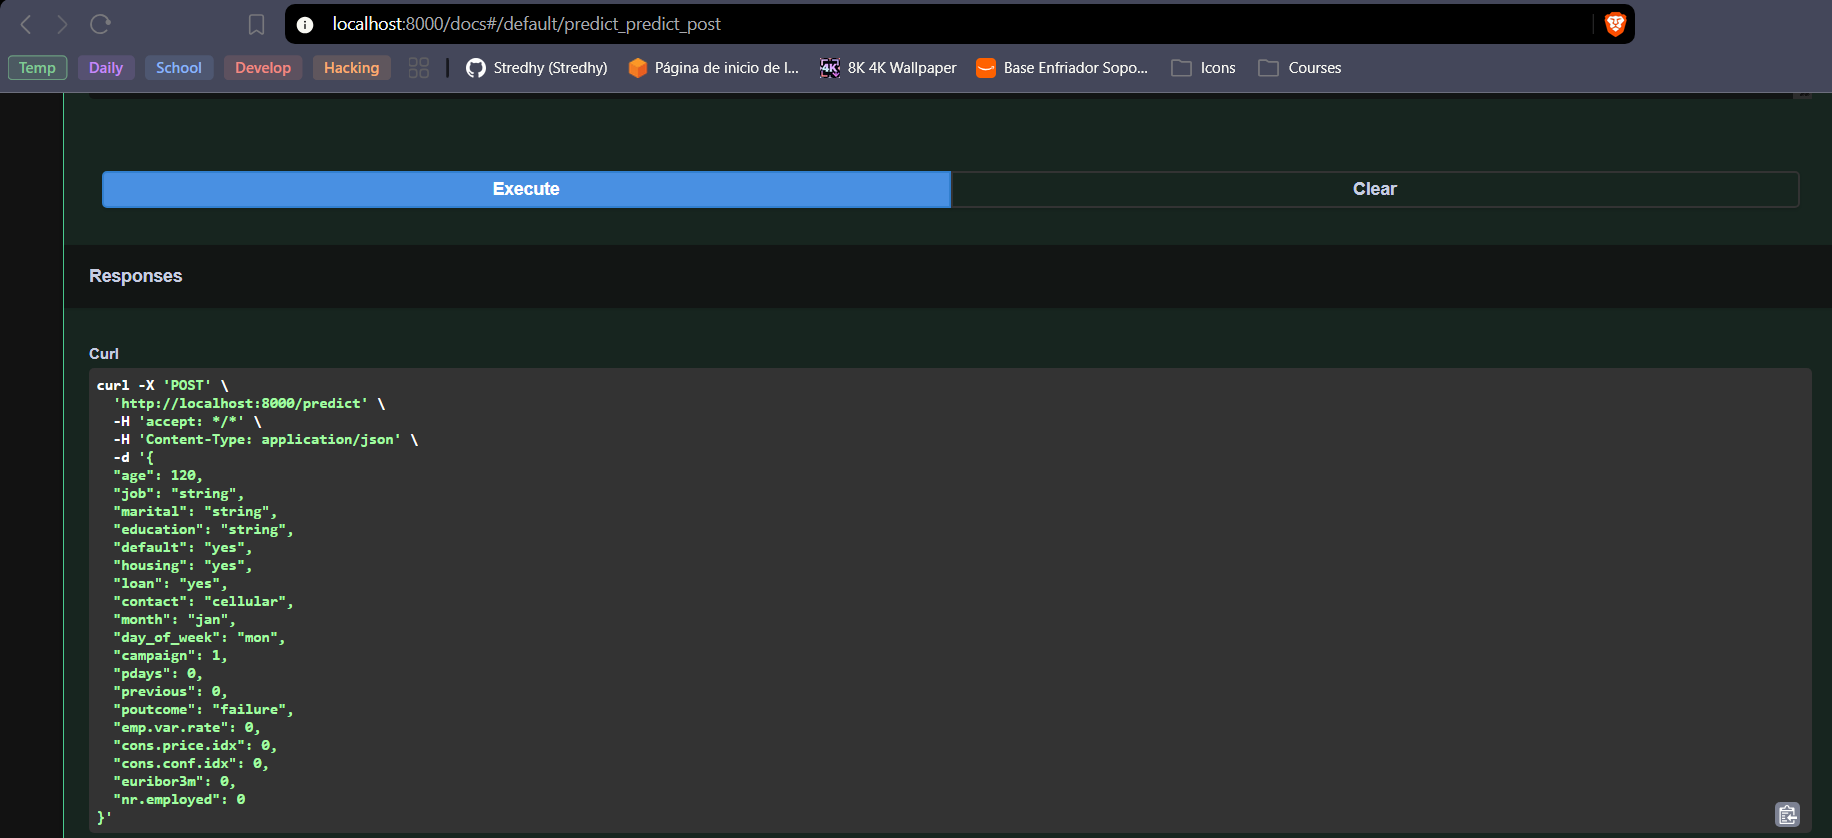 localhost:8000/docs#/default/predict_predict_post
Temp Daily School Develop Hacking Stredhy (Stredhy) Página de inicio de l... 4K 8K 4K Wallpaper Base Enfriador Sopo... Icons Courses
Execute Clear
Responses
Curl
curl -X 'POST' \
  'http://localhost:8000/predict' \
  -H 'accept: */*' \
  -H 'Content-Type: application/json' \
  -d '{
  "age": 120,
  "job": "string",
  "marital": "string",
  "education": "string",
  "default": "yes",
  "housing": "yes",
  "loan": "yes",
  "contact": "cellular",
  "month": "jan",
  "day_of_week": "mon",
  "campaign": 1,
  "pdays": 0,
  "previous": 0,
  "poutcome": "failure",
  "emp.var.rate": 0,
  "cons.price.idx": 0,
  "cons.conf.idx": 0,
  "euribor3m": 0,
  "nr.employed": 0
}'